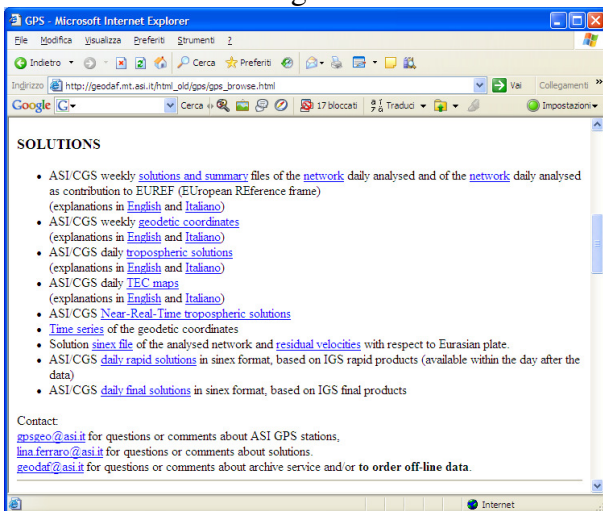 GPS - Microsoft Internet Explorer
File Modifica Visualizza Preferiti Strumenti ?
Indietro Cerca Preferiti
Indirizzo http://geodaf.mt.asi.it/html_old/gps/gps_browse.html Vai Collegamenti »
Google G Cerca 17 bloccati Traduci Impostazioni
SOLUTIONS
• ASI/CGS weekly solutions and summary files of the network daily analysed and of the network daily analysed
as contribution to EUREF (EUropean REference frame)
(explanations in English and Italiano)
• ASI/CGS weekly geodetic coordinates
(explanations in English and Italiano)
• ASI/CGS daily tropospheric solutions
(explanations in English and Italiano)
• ASI/CGS daily TEC maps
(explanations in English and Italiano)
• ASI/CGS Near-Real-Time tropospheric solutions
• Time series of the geodetic coordinates
• Solution sinex file of the analysed network and residual velocities with respect to Eurasian plate.
• ASI/CGS daily rapid solutions in sinex format, based on IGS rapid products (available within the day after the
data)
• ASI/CGS daily final solutions in sinex format, based on IGS final products
Contact:
gpsgeo@asi.it for questions or comments about ASI GPS stations,
lina.ferraro@asi.it for questions or comments about solutions.
geodaf@asi.it for questions or comments about archive service and/or to order off-line data.
Internet